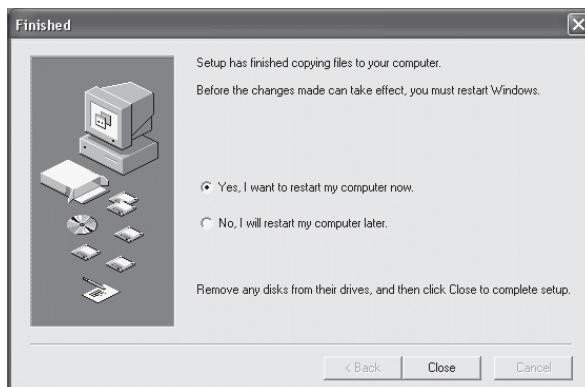 Finished
Setup has finished copying files to your computer.
Before the changes made can take effect, you must restart Windows.
Yes, I want to restart my computer now.
No, I will restart my computer later.
Remove any disks from their drives, and then click Close to complete setup.
< Back
Close
Cancel